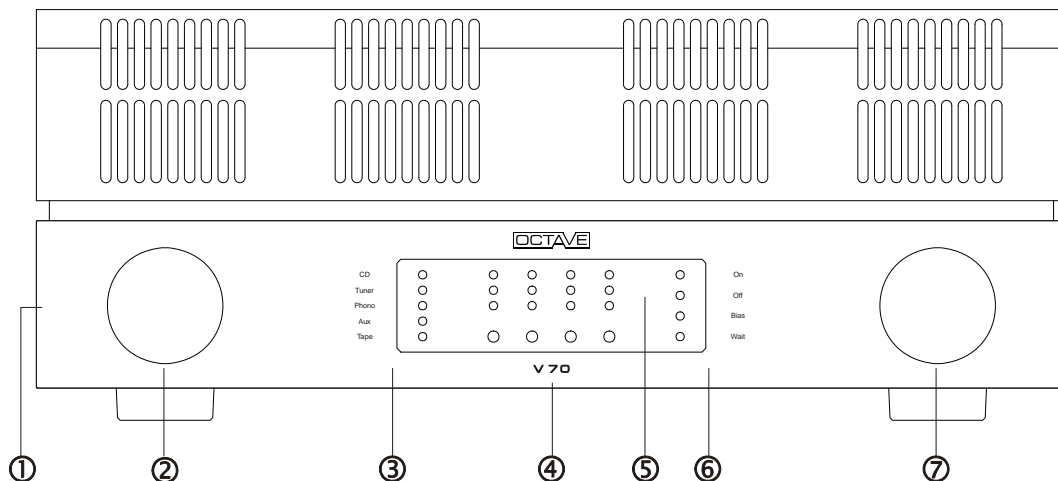 OCTAVE
CD
Tuner
Phono
Aux
Tape
On
Off
Bias
Wait
V 70
① ② ③ ④ ⑤ ⑥ ⑦